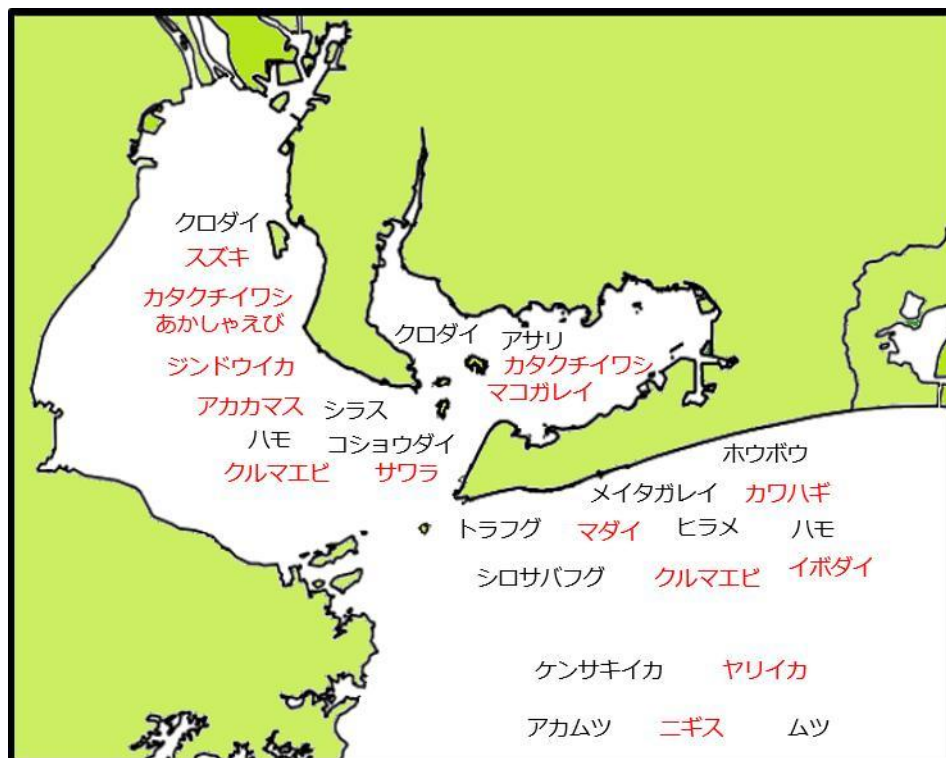 クロダイ
スズキ
カタクチイワシ
あかしゃえび
ジンドウイカ
アカカマス
シラス
ハモ
コショウダイ
クルマエビ
サワラ
クロダイ
アサリ
カタクチイワシ
マコガレイ
ホウボウ
メイタガレイ
カワハギ
トラフグ
マダイ
ヒラメ
ハモ
シロサバフグ
クルマエビ
イボダイ
ケンサキイカ
ヤリイカ
アカムツ
ニギス
ムツ